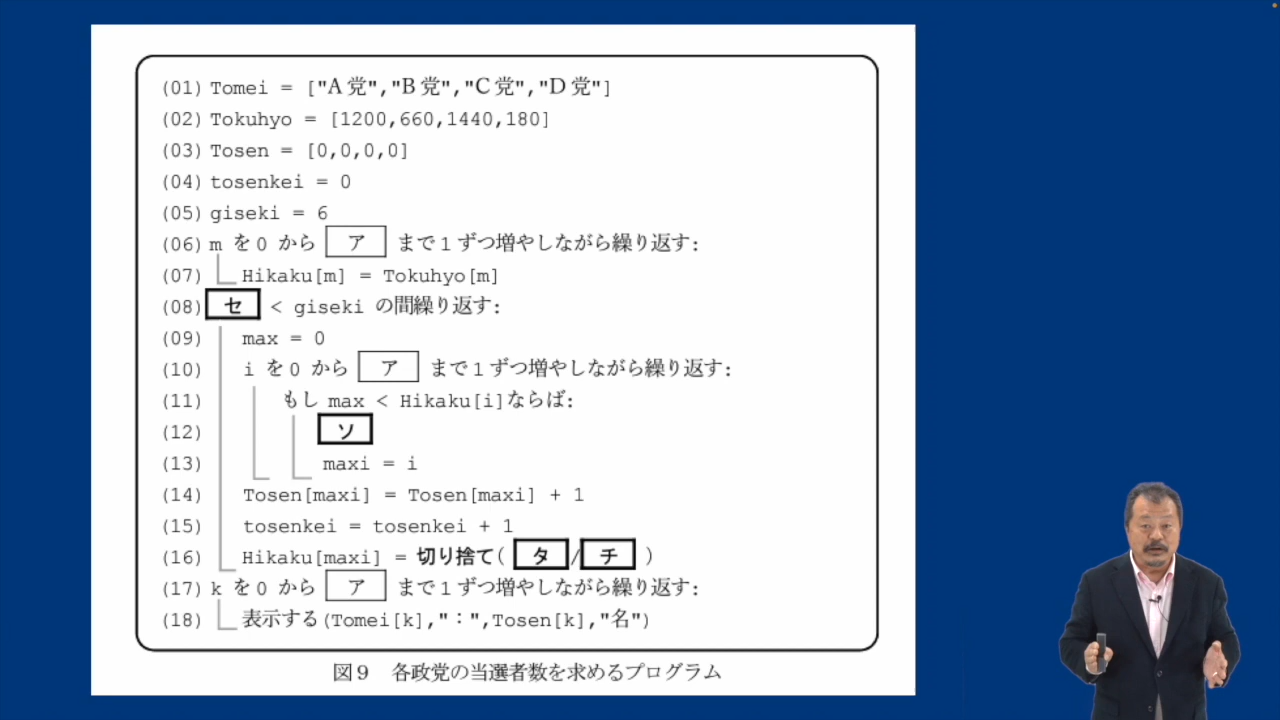 (01) Tomei = ["A党","B党","C党","D党"]
(02) Tokuhyo = [1200,660,1440,180]
(03) Tosen = [0,0,0,0]
(04) tosenkei = 0
(05) giseki = 6
(06) m を 0 から ア まで 1 ずつ増やしながら繰り返す:
(07) Hikaku[m] = Tokuhyo[m]
(08) セ < giseki の間繰り返す:
(09) max = 0
(10) i を 0 から ア まで 1 ずつ増やしながら繰り返す:
(11) もし max < Hikaku[i]ならば:
(12) ソ
(13) maxi = i
(14) Tosen[maxi] = Tosen[maxi] + 1
(15) tosenkei = tosenkei + 1
(16) Hikaku[maxi] = 切り捨て( タ / チ )
(17) k を 0 から ア まで 1 ずつ増やしながら繰り返す:
(18) 表示する(Tomei[k],"：",Tosen[k],"名")
図9 各政党の当選者数を求めるプログラム